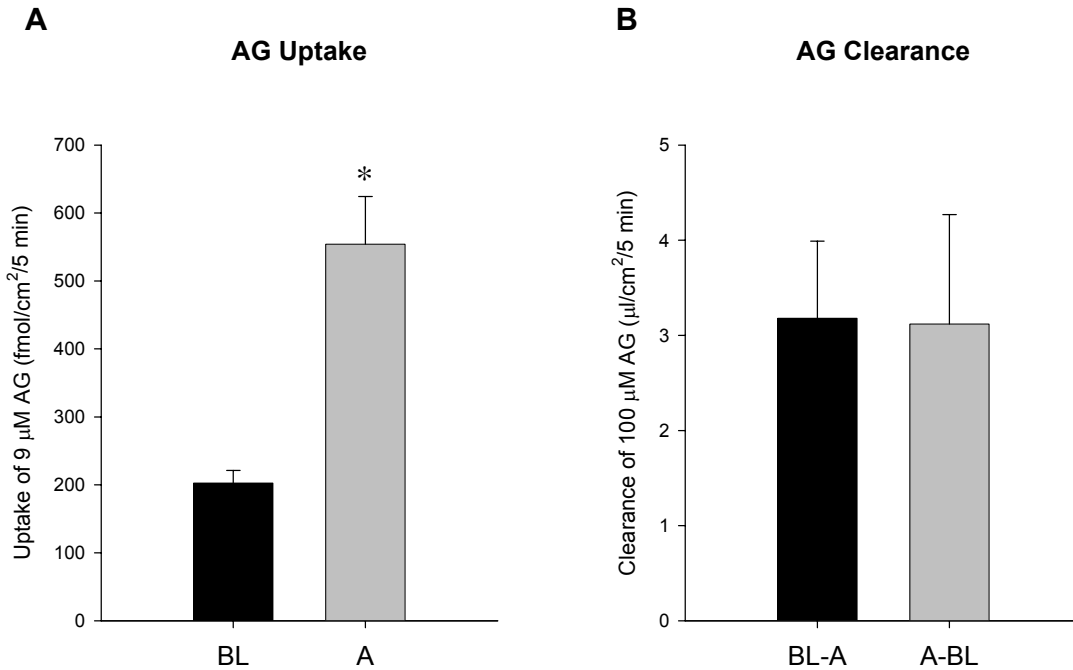 A
AG Uptake
Uptake of 9 μM AG (fmol/cm²/5 min)
700
600
500
400
300
200
100
0
*
BL
A
B
AG Clearance
Clearance of 100 μM AG (μl/cm²/5 min)
5
4
3
2
1
0
BL-A
A-BL